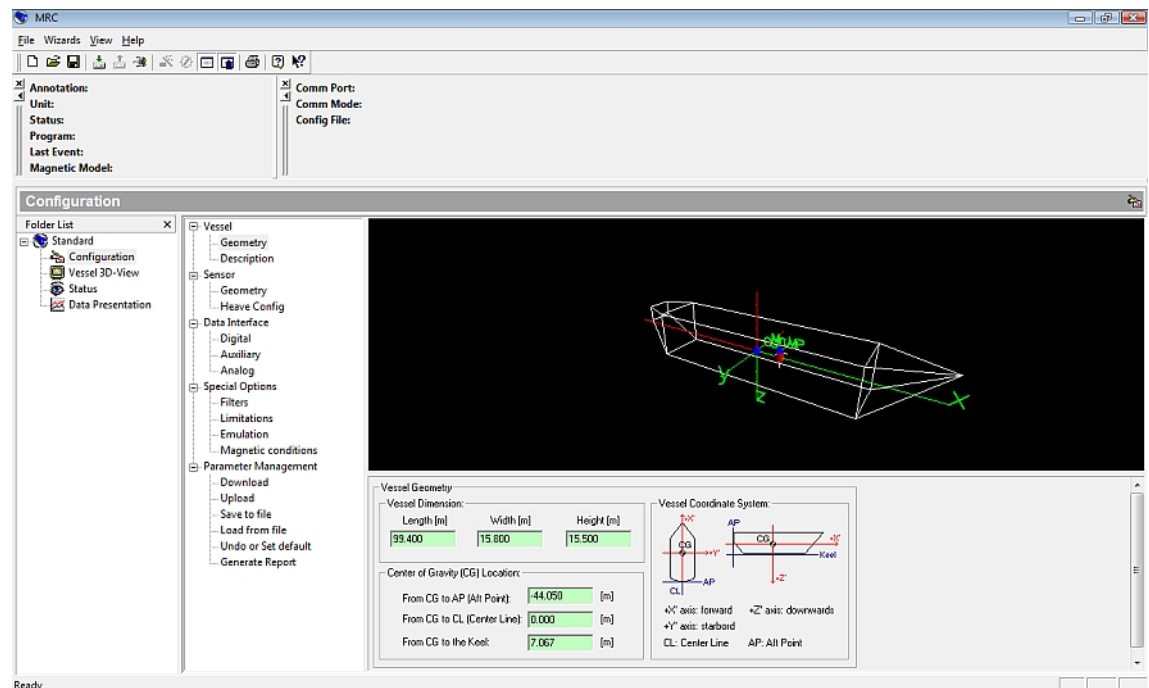 MRC
File Wizards View Help
Annotation:
Unit:
Status:
Program:
Last Event:
Magnetic Model:
Comm Port:
Comm Mode:
Config File:
Configuration
Folder List
Standard
Configuration
Vessel 3D-View
Status
Data Presentation
Vessel
Geometry
Description
Sensor
Geometry
Heave Config
Data Interface
Digital
Auxiliary
Analog
Special Options
Filters
Limitations
Emulation
Magnetic conditions
Parameter Management
Download
Upload
Save to file
Load from file
Undo or Set default
Generate Report
X
y
z
Vessel Geometry
Vessel Dimension:
Length [m] Width [m] Height [m]
99.400 15.800 15.500
Center of Gravity (CG) Location:
From CG to AP (Aft Point): -44.050 [m]
From CG to CL (Center Line): 0.000 [m]
From CG to the Keel: 7.067 [m]
Vessel Coordinate System:
+X' AP
CG CG +X'
+Y' Keel
AP +Z'
CL
+X' axis: forward +Z' axis: downwards
+Y' axis: starbord
CL: Center Line AP: Aft Point
Ready